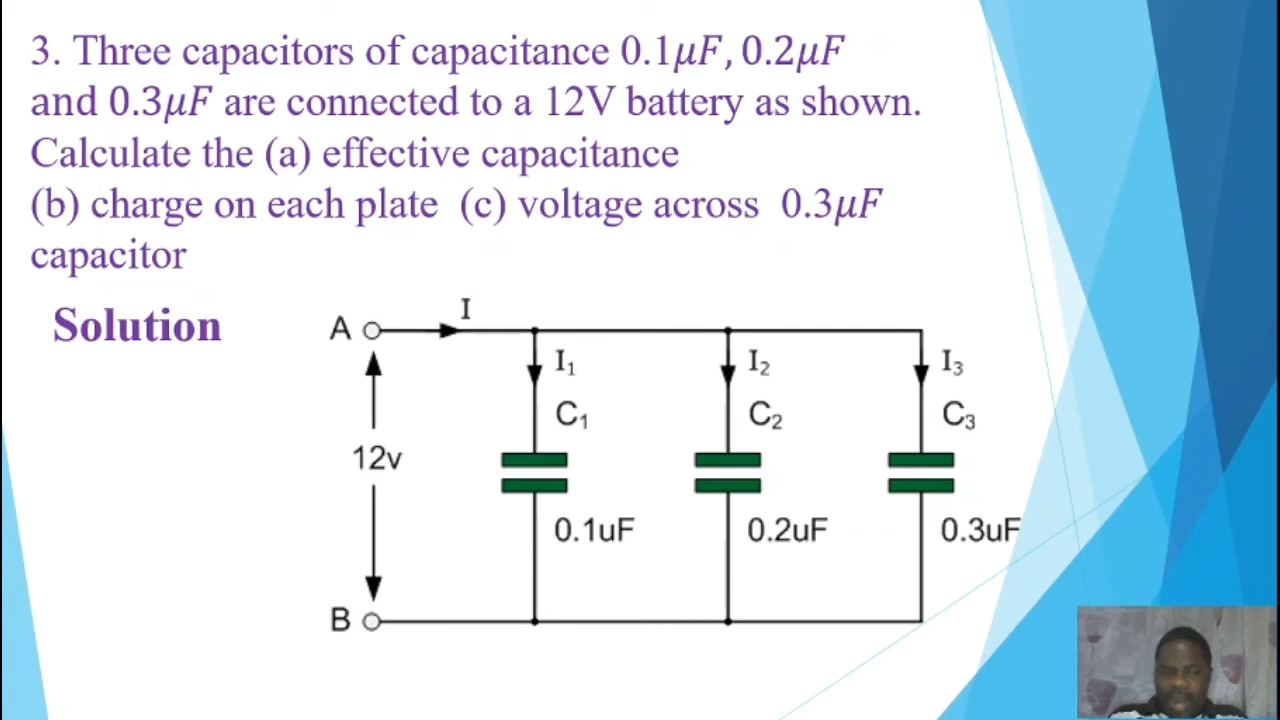 3. Three capacitors of capacitance 0.1μF, 0.2μF
and 0.3μF are connected to a 12V battery as shown.
Calculate the (a) effective capacitance
(b) charge on each plate (c) voltage across 0.3μF
capacitor
Solution
I
A
I₁
I₂
I₃
C₁
C₂
C₃
12v
0.1uF
0.2uF
0.3uF
B